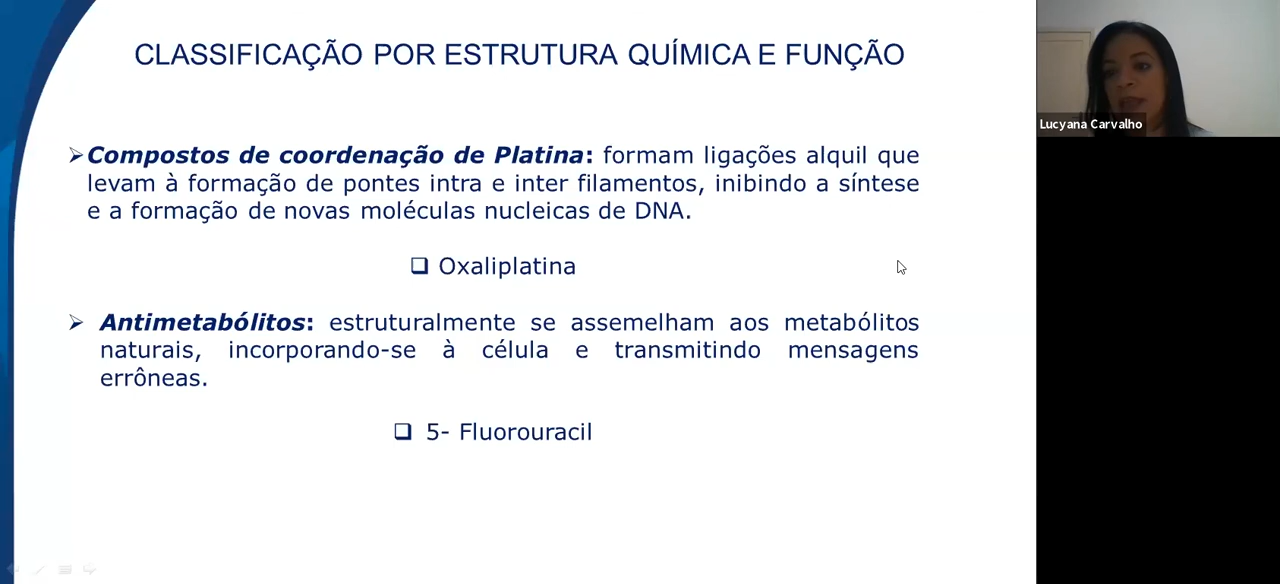 CLASSIFICAÇÃO POR ESTRUTURA QUÍMICA E FUNÇÃO
Compostos de coordenação de Platina: formam ligações alquil que
levam à formação de pontes intra e inter filamentos, inibindo a síntese
e a formação de novas moléculas nucleicas de DNA.
Oxaliplatina
Antimetabólitos: estruturalmente se assemelham aos metabólitos
naturais, incorporando-se à célula e transmitindo mensagens
errôneas.
5- Fluorouracil
Lucyana Carvalho